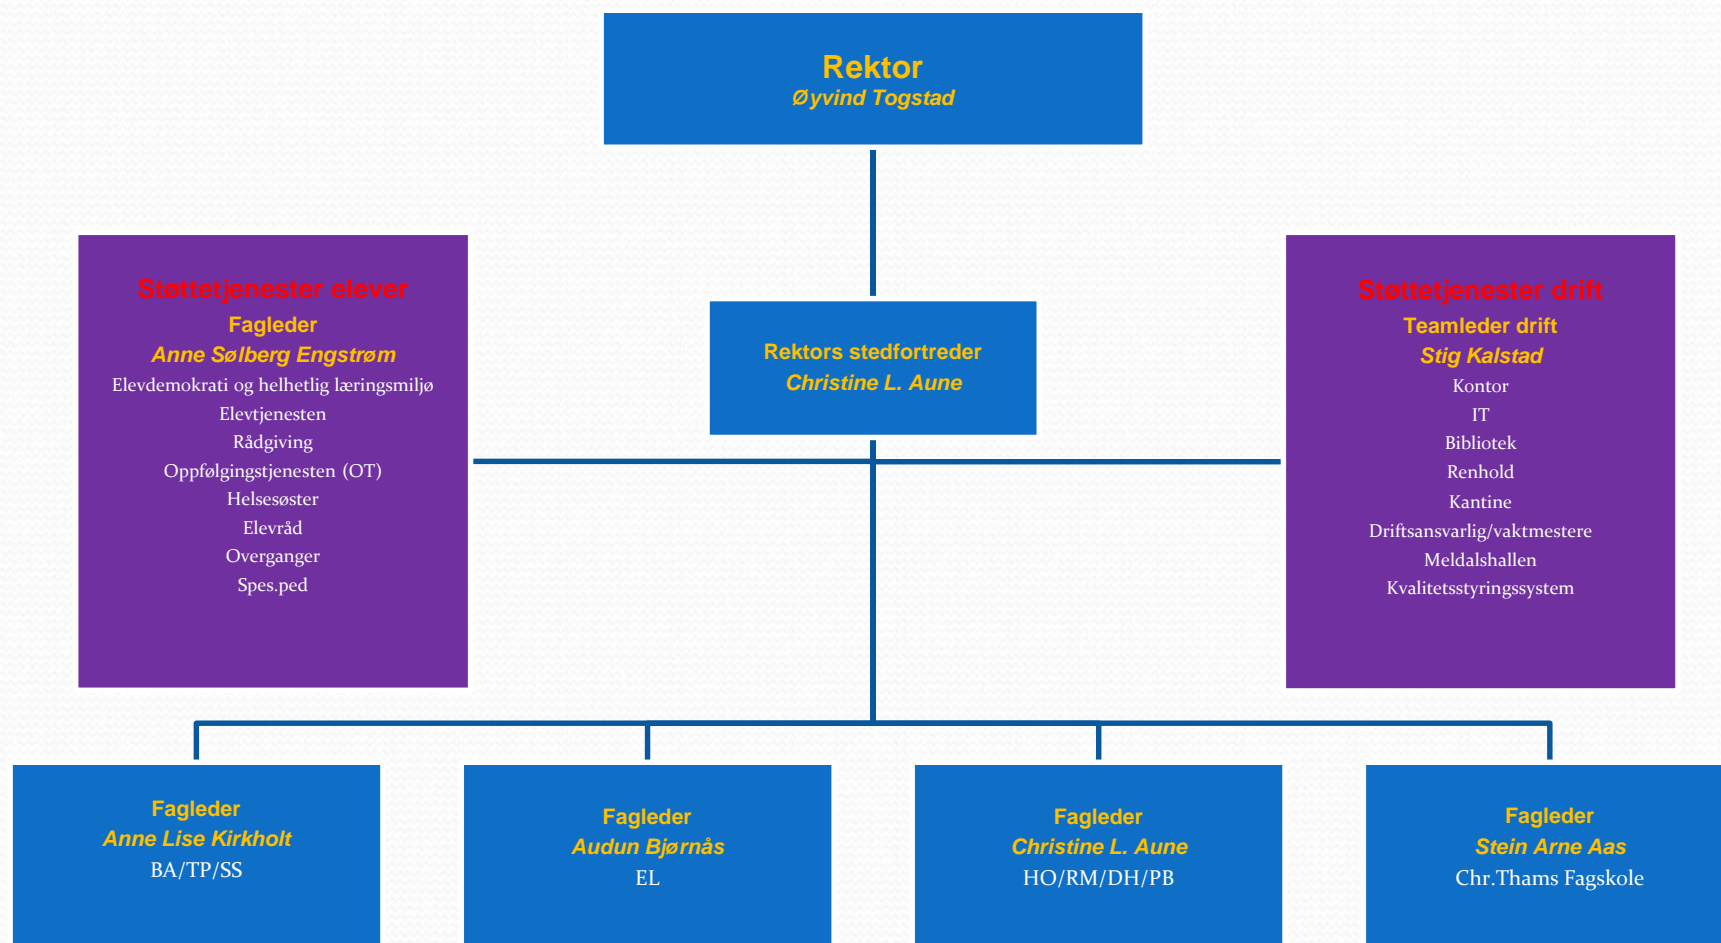 Rektor
Øyvind Togstad
Støttetjenester elever
Fagleder
Anne Sølberg Engstrøm
Elevdemokrati og helhetlig læringsmiljø
Elevtjenesten
Rådgiving
Oppfølgingstjenesten (OT)
Helsesøster
Elevråd
Overganger
Spes.ped
Rektors stedfortreder
Christine L. Aune
Støttetjenester drift
Teamleder drift
Stig Kalstad
Kontor
IT
Bibliotek
Renhold
Kantine
Driftsansvarlig/vaktmestere
Meldalshallen
Kvalitetsstyringssystem
Fagleder
Anne Lise Kirkholt
BA/TP/SS
Fagleder
Audun Bjørnås
EL
Fagleder
Christine L. Aune
HO/RM/DH/PB
Fagleder
Stein Arne Aas
Chr.Thams Fagskole